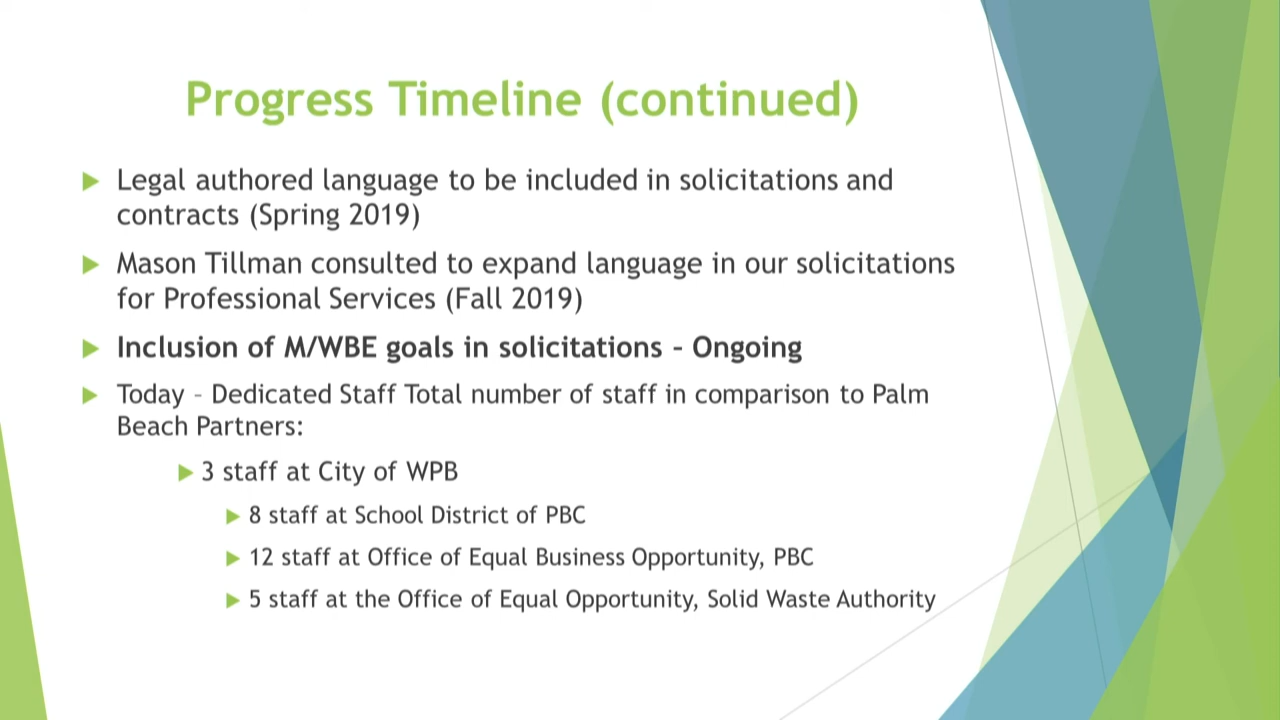 Progress Timeline (continued)
Legal authored language to be included in solicitations and
contracts (Spring 2019)
Mason Tillman consulted to expand language in our solicitations
for Professional Services (Fall 2019)
Inclusion of M/WBE goals in solicitations – Ongoing
Today – Dedicated Staff Total number of staff in comparison to Palm
Beach Partners:
3 staff at City of WPB
8 staff at School District of PBC
12 staff at Office of Equal Business Opportunity, PBC
5 staff at the Office of Equal Opportunity, Solid Waste Authority